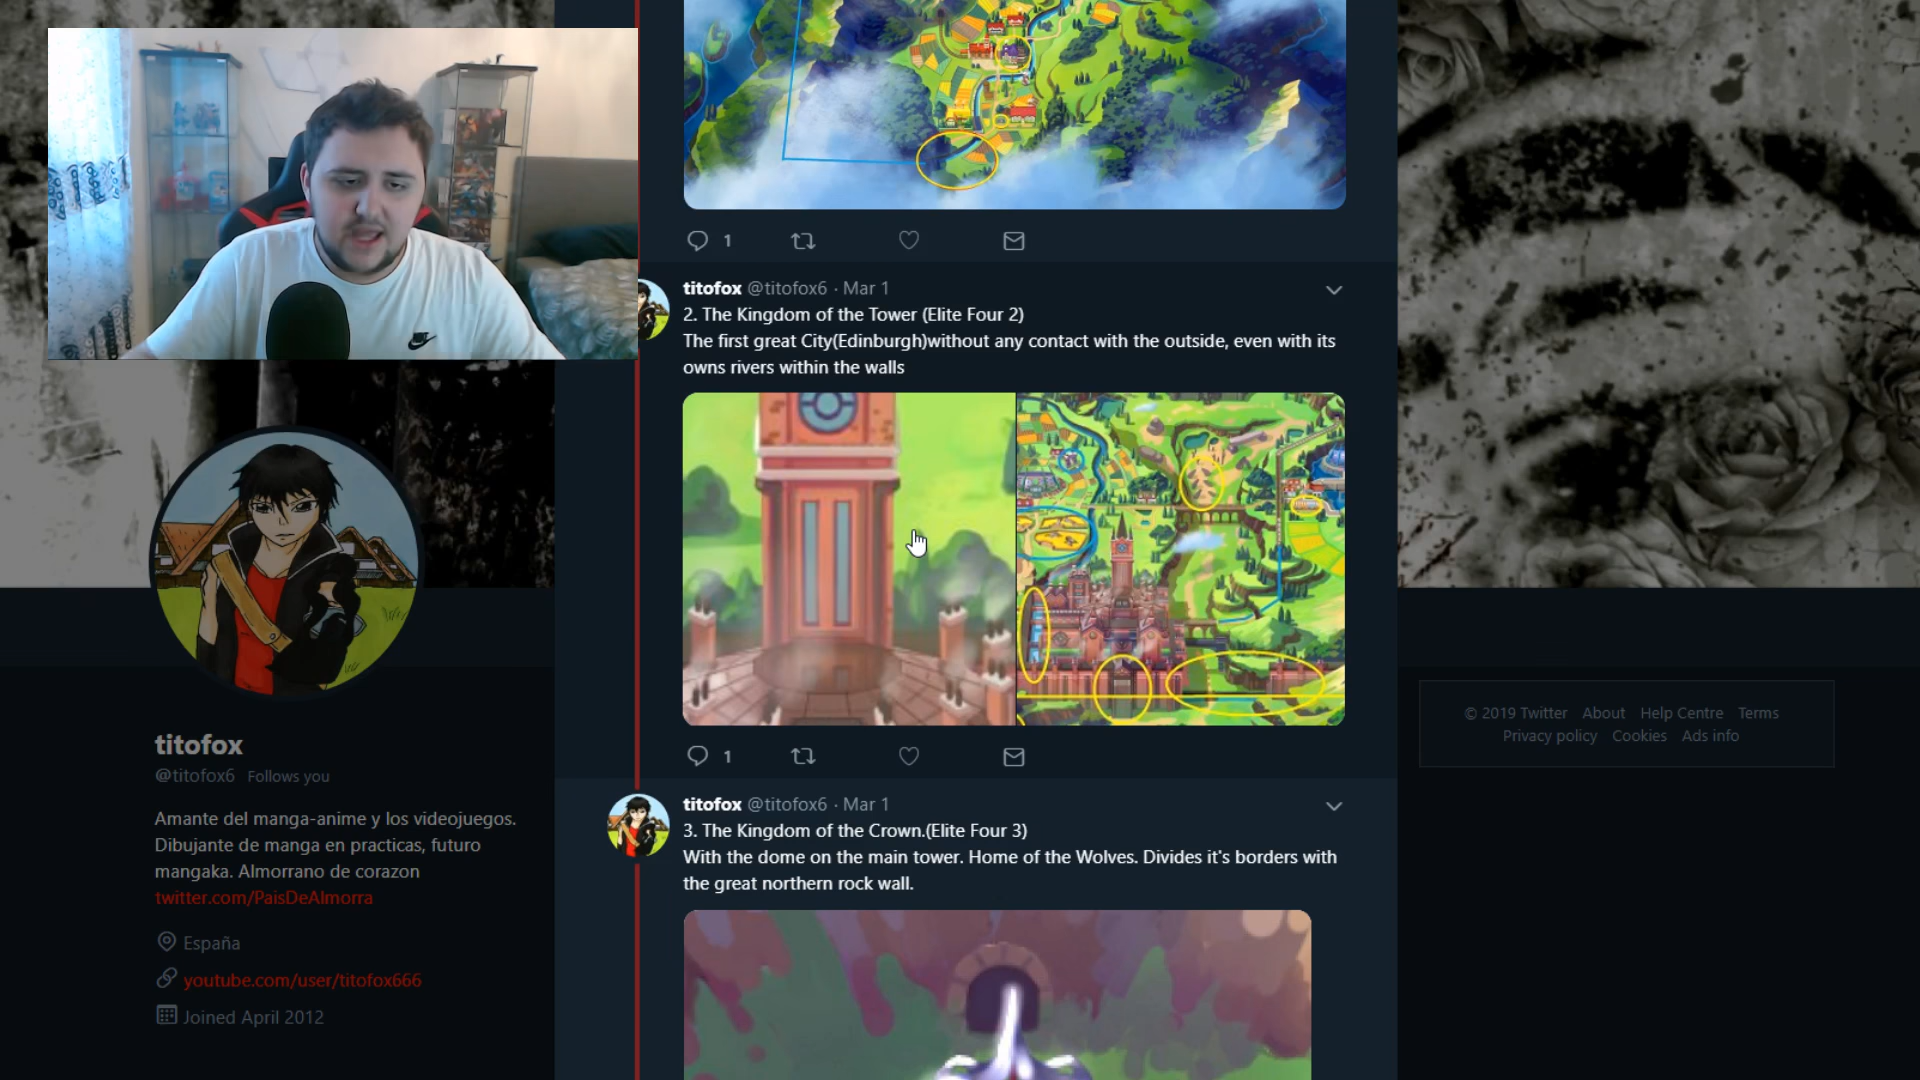 1
titofox @titofox6 · Mar 1
2. The Kingdom of the Tower (Elite Four 2)
The first great City(Edinburgh)without any contact with the outside, even with its
owns rivers within the walls
1
titofox @titofox6 · Mar 1
3. The Kingdom of the Crown.(Elite Four 3)
With the dome on the main tower. Home of the Wolves. Divides it's borders with
the great northern rock wall.
titofox
@titofox6 Follows you
Amante del manga-anime y los videojuegos.
Dibujante de manga en practicas, futuro
mangaka. Almorrano de corazon
twitter.com/PaisDeAlmorra
España
youtube.com/user/titofox666
Joined April 2012
© 2019 Twitter About Help Centre Terms
Privacy policy Cookies Ads info